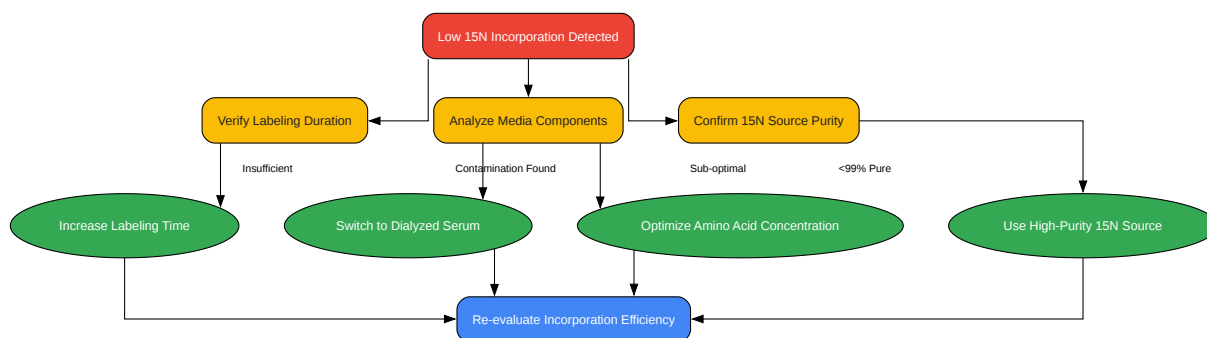 Low 15N Incorporation Detected
Verify Labeling Duration
Analyze Media Components
Confirm 15N Source Purity
Insufficient
Contamination Found
Sub-optimal
<99% Pure
Increase Labeling Time
Switch to Dialyzed Serum
Optimize Amino Acid Concentration
Use High-Purity 15N Source
Re-evaluate Incorporation Efficiency